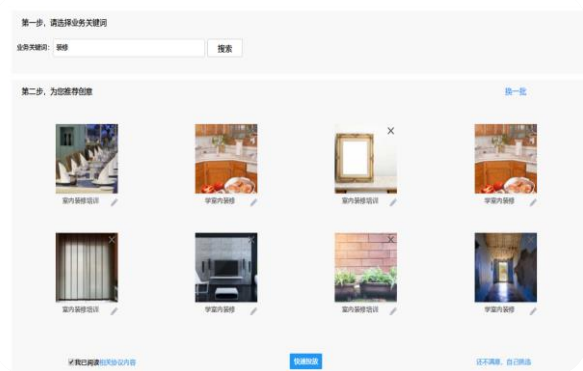 第一步，请选择业务关键词
业务关键词： 装修 搜索
第二步，为您推荐创意 换一批
室内装修培训 学室内装修 室内装修培训 学室内装修
室内装修培训 学室内装修 室内装修培训 学室内装修
我已阅读相关协议内容 快速投放 还不满意，自己挑选